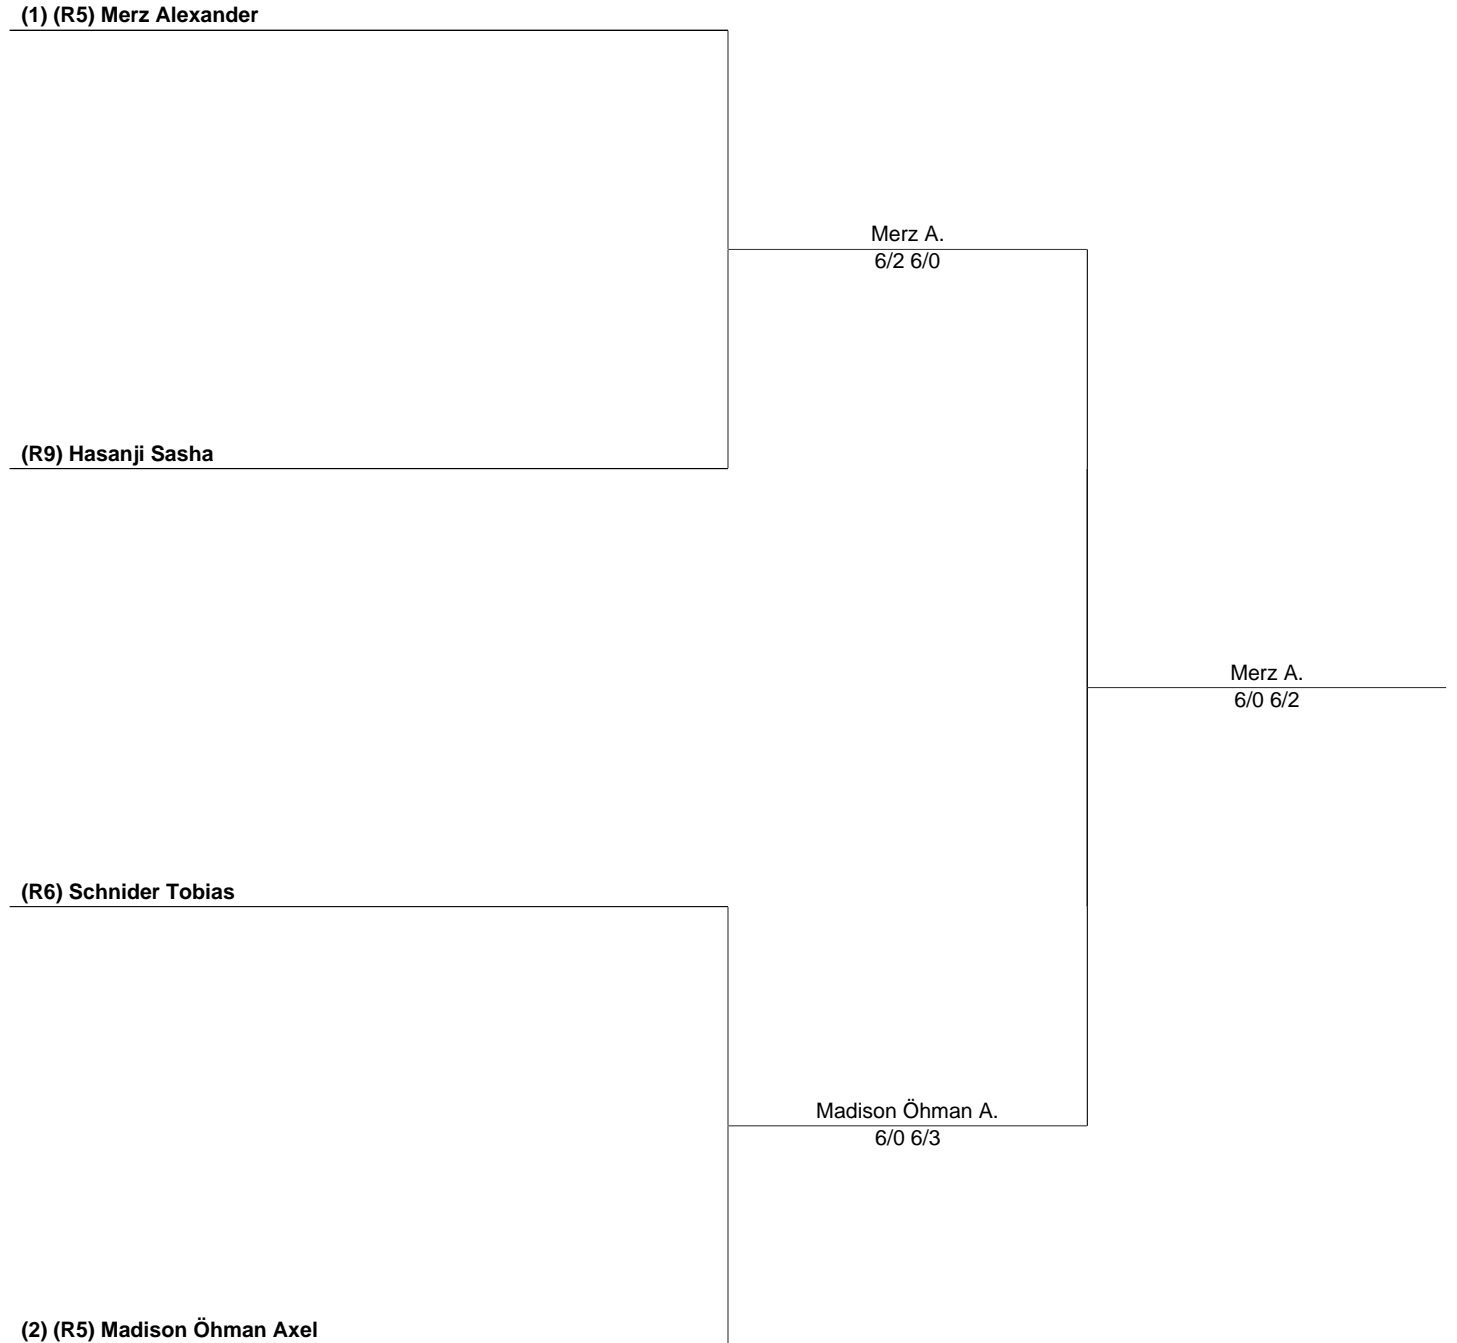 (1) (R5) Merz Alexander
Merz A.
6/2 6/0
(R9) Hasanji Sasha
Merz A.
6/0 6/2
(R6) Schnider Tobias
Madison Öhman A.
6/0 6/3
(2) (R5) Madison Öhman Axel